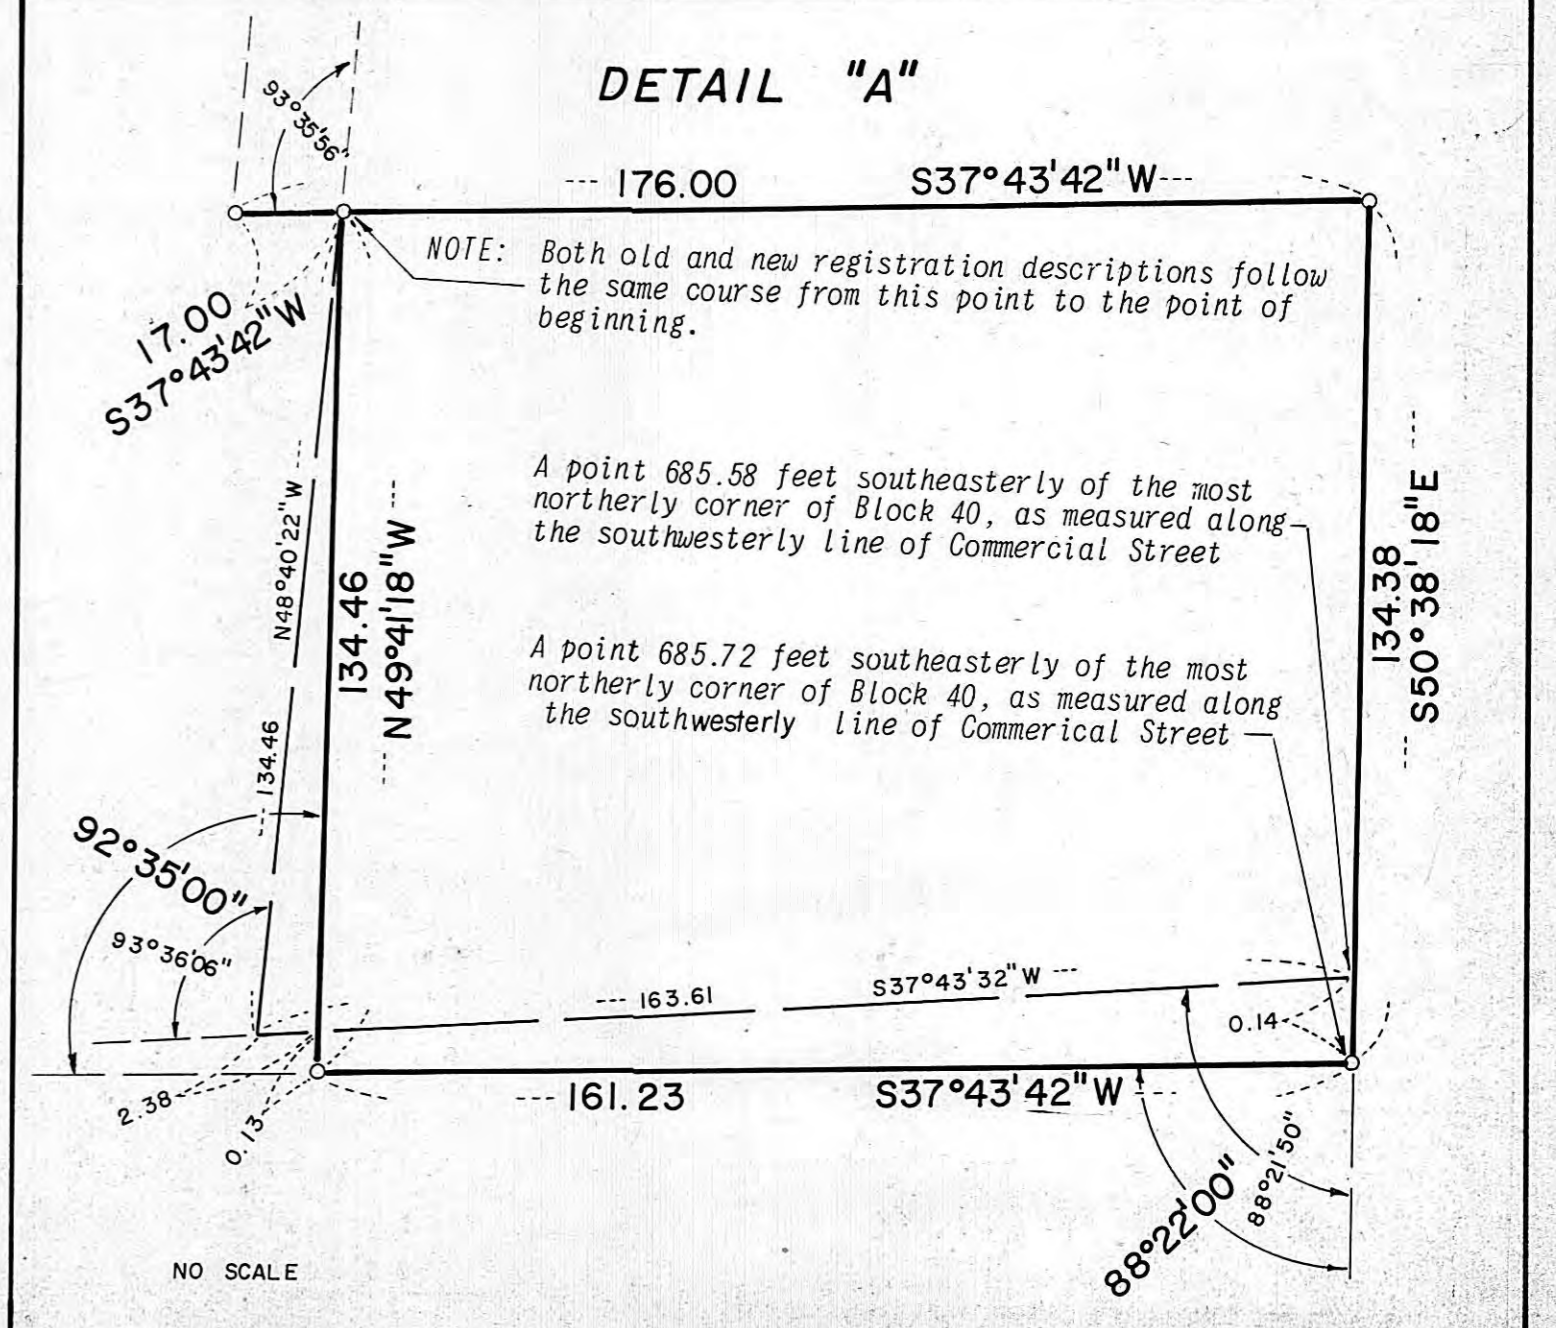 DETAIL "A"
93°35'56"
--- 176.00 S37°43'42"W---
NOTE: Both old and new registration descriptions follow
the same course from this point to the point of
beginning.
17.00
S37°43'42"W
A point 685.58 feet southeasterly of the most
northerly corner of Block 40, as measured along
the southwesterly line of Commercial Street
N48°40'22"W ---
--- 134.46
134.46
--- N49°41'18"W ---
134.38
--- S50°38'18"E ---
A point 685.72 feet southeasterly of the most
northerly corner of Block 40, as measured along
the southwesterly line of Commerical Street
92°35'00"
93°36'06"
--- 163.61 S37°43'32"W ---
0.14
2.38
0.13
--- 161.23 S37°43'42"W ---
88°21'50"
88°22'00"
NO SCALE